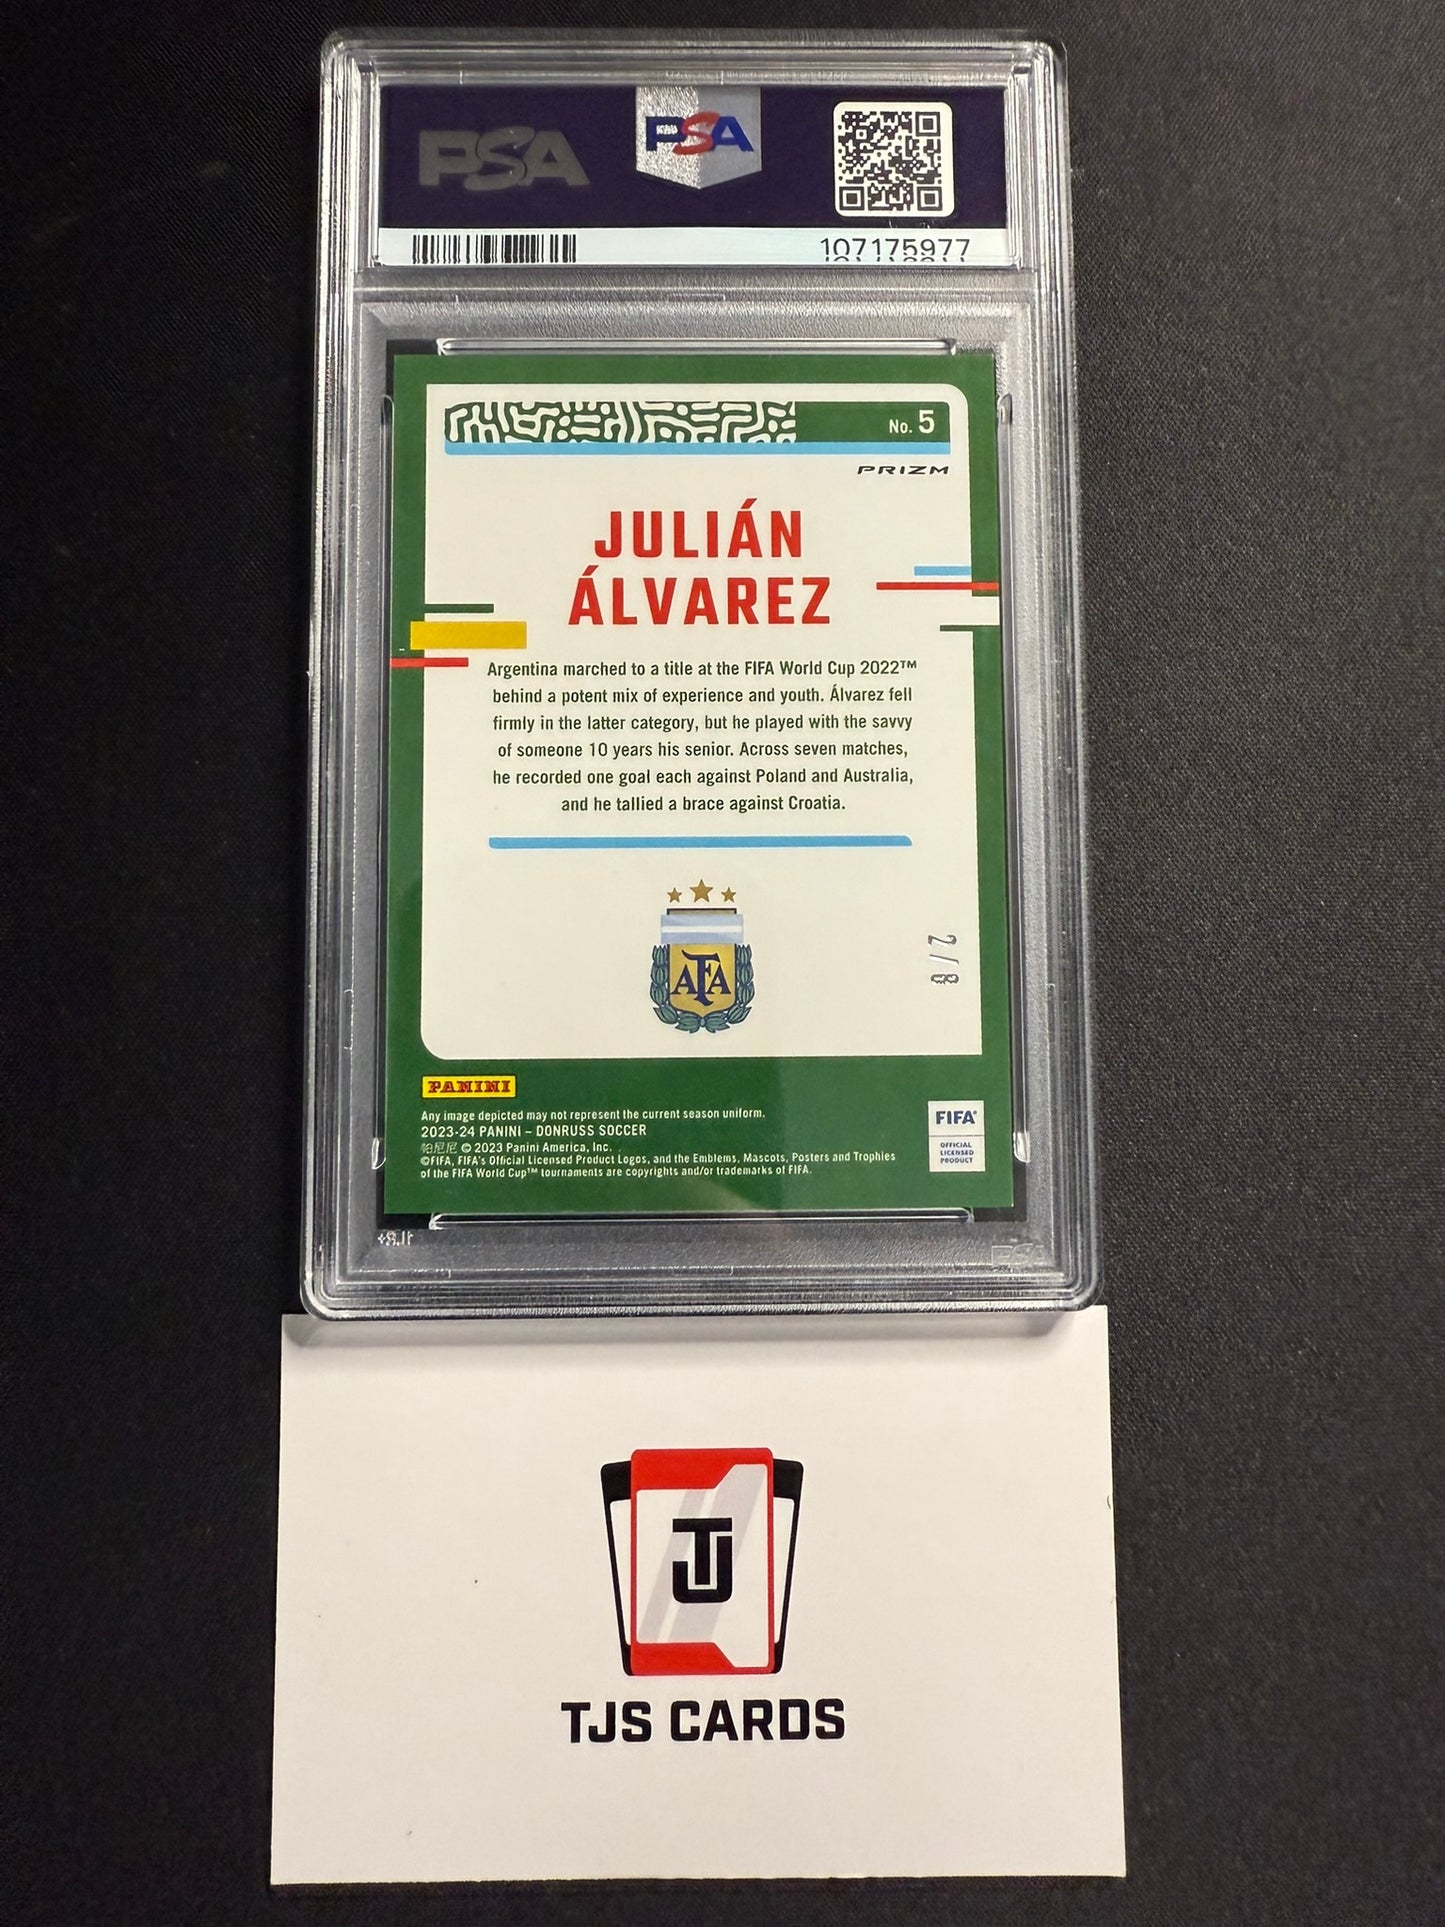 PSA
PSA
107175977
No. 5
PRIZM
JULIÁN
ÁLVAREZ
Argentina marched to a title at the FIFA World Cup 2022™
behind a potent mix of experience and youth. Álvarez fell
firmly in the latter category, but he played with the savvy
of someone 10 years his senior. Across seven matches,
he recorded one goal each against Poland and Australia,
and he tallied a brace against Croatia.
2/8
AFA
PANINI
Any image depicted may not represent the current season uniform.
2023-24 PANINI – DONRUSS SOCCER
帕尼尼 © 2023 Panini America, Inc.
©FIFA, FIFA's Official Licensed Product Logos, and the Emblems, Mascots, Posters and Trophies
of the FIFA World Cup™ tournaments are copyrights and/or trademarks of FIFA.
FIFA®
OFFICIAL
LICENSED
PRODUCT
PSA
TJ
TJS CARDS